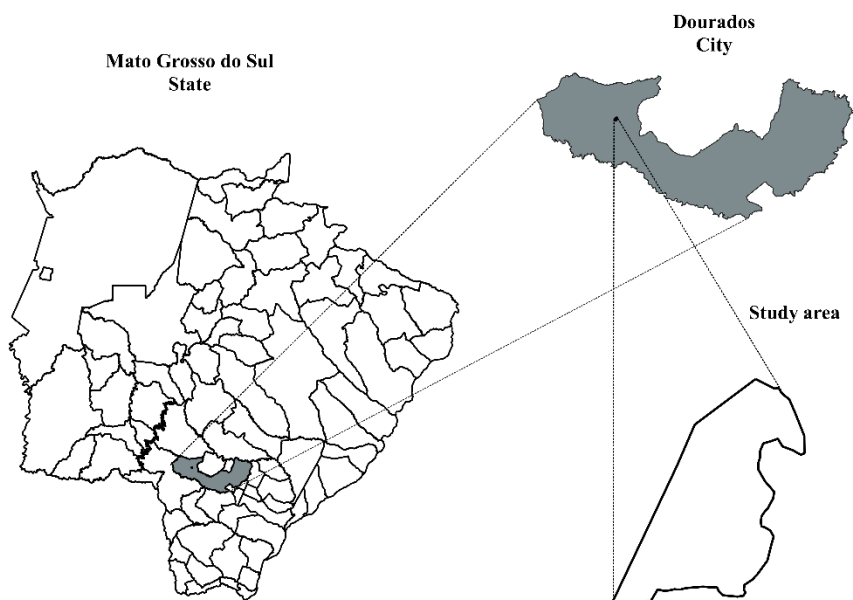 Mato Grosso do Sul
State
Dourados
City
Study area